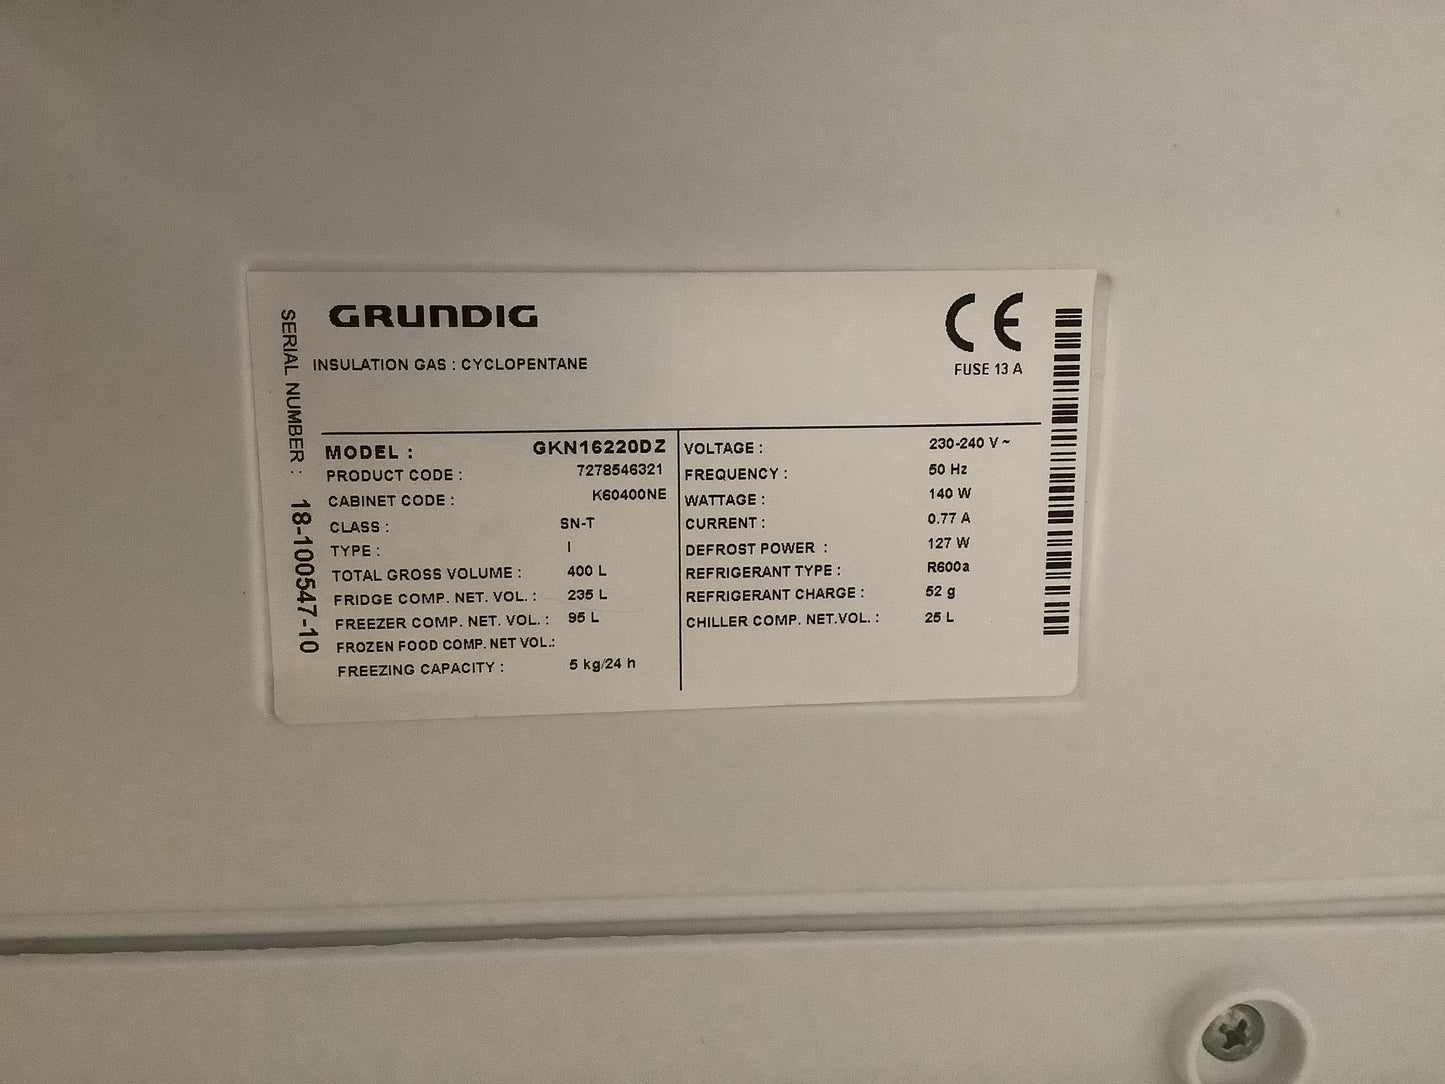 GRUNDIG
INSULATION GAS : CYCLOPENTANE
CE
FUSE 13 A
SERIAL NUMBER : 18-100547-10
MODEL : GKN16220DZ
PRODUCT CODE : 7278546321
CABINET CODE : K60400NE
CLASS : SN-T
TYPE : I
TOTAL GROSS VOLUME : 400 L
FRIDGE COMP. NET. VOL. : 235 L
FREEZER COMP. NET. VOL. : 95 L
FROZEN FOOD COMP. NET VOL.:
FREEZING CAPACITY : 5 kg/24 h
VOLTAGE : 230-240 V ~
FREQUENCY : 50 Hz
WATTAGE : 140 W
CURRENT : 0.77 A
DEFROST POWER : 127 W
REFRIGERANT TYPE : R600a
REFRIGERANT CHARGE : 52 g
CHILLER COMP. NET.VOL. : 25 L